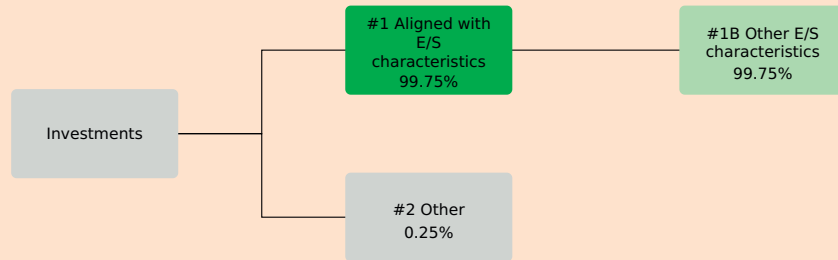 Investments
#1 Aligned with
E/S
characteristics
99.75%
#1B Other E/S
characteristics
99.75%
#2 Other
0.25%